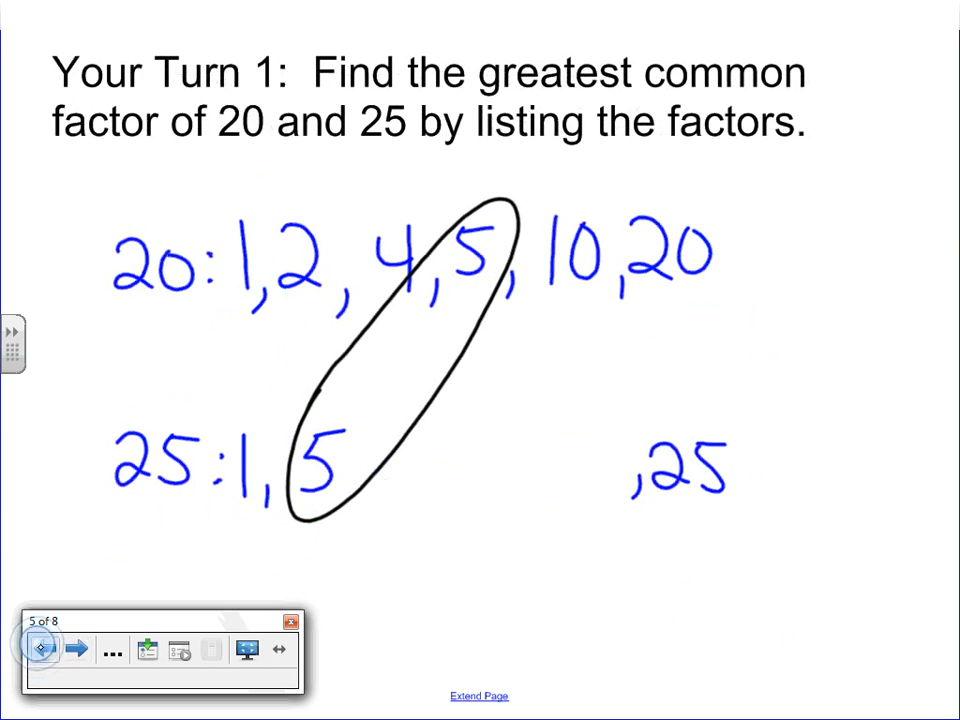 Your Turn 1:  Find the greatest common
factor of 20 and 25 by listing the factors.
20: 1, 2, 4, 5, 10, 20
25: 1, 5 , 25
5 of 8
...
Extend Page